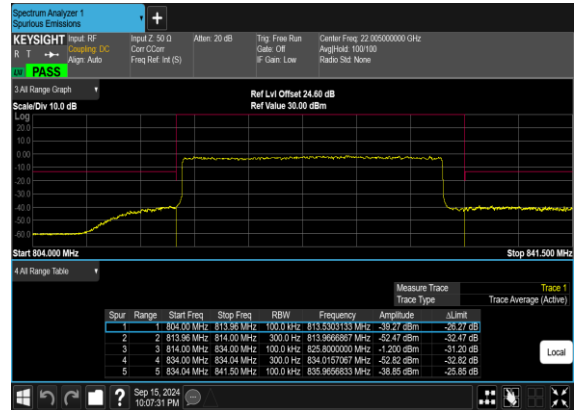 Spectrum Analyzer 1
Spurious Emissions
+
KEYSIGHT Input: RF Input Z: 50 Ω Atten: 20 dB Trig: Free Run Center Freq: 22.005000000 GHz
R T Coupling: DC Corr CCorr Gate: Off Avg|Hold: 100/100
Align: Auto Freq Ref: Int (S) IF Gain: Low Radio Std: None
LW PASS
3 All Range Graph
Ref Lvl Offset 24.60 dB
Scale/Div 10.0 dB Ref Value 30.00 dBm
Log
20.0
10.0
0.00
-10.0
-20.0
-30.0
-40.0
-50.0
-60.0
Start 804.000 MHz Stop 841.500 MHz
4 All Range Table
Measure Trace Trace 1
Trace Type Trace Average (Active)
Spur Range Start Freq Stop Freq RBW Frequency Amplitude ΔLimit
1 1 804.00 MHz 813.96 MHz 100.0 kHz 813.5303133 MHz -39.27 dBm -26.27 dB
2 2 813.96 MHz 814.00 MHz 300.0 Hz 813.9666867 MHz -52.47 dBm -32.47 dB
3 3 814.00 MHz 834.00 MHz 100.0 kHz 825.8000000 MHz -1.200 dBm -31.20 dB
4 4 834.00 MHz 834.04 MHz 300.0 Hz 834.0157067 MHz -52.82 dBm -32.82 dB
5 5 834.04 MHz 841.50 MHz 100.0 kHz 835.9656833 MHz -38.85 dBm -25.85 dB
Local
? Sep 15, 2024
10:07:31 PM